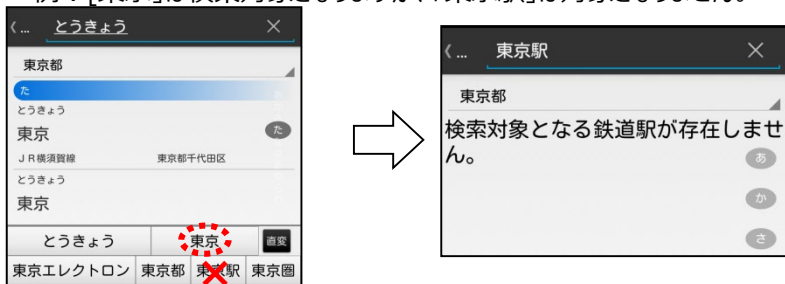 〈 ... とうきょう ×
東京都
た
とうきょう
東京 た
ＪＲ横須賀線 東京都千代田区
とうきょう
東京
とうきょう 東京 直変
東京エレクトロン 東京都 東京駅 東京圏
〈 ... 東京駅 ×
東京都
検索対象となる鉄道駅が存在しませ
ん。
あ
か
さ